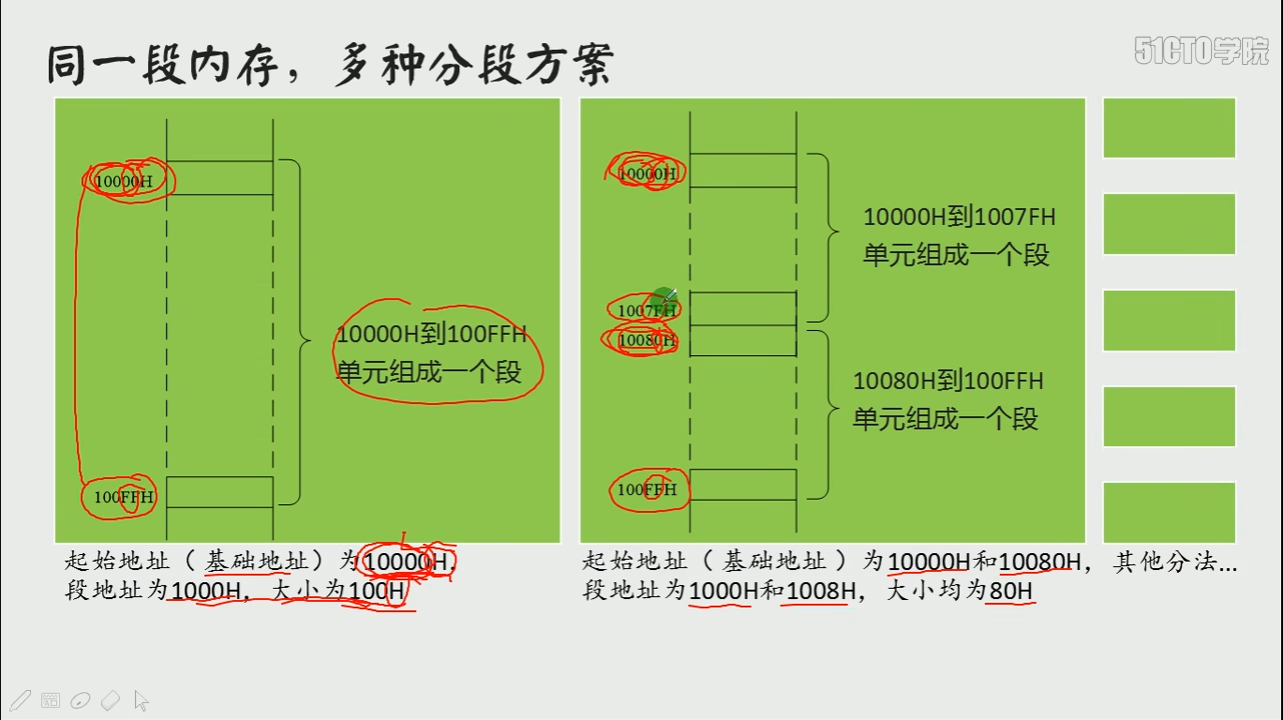 同一段内存，多种分段方案
51CTO学院
10000H
10000H到100FFH
单元组成一个段
100FFH
10000H
10000H到1007FH
单元组成一个段
1007FH
10080H
10080H到100FFH
单元组成一个段
100FFH
起始地址（基础地址）为10000H，
段地址为1000H，大小为100H
起始地址（基础地址）为10000H和10080H，
段地址为1000H和1008H，大小均为80H
其他分法...